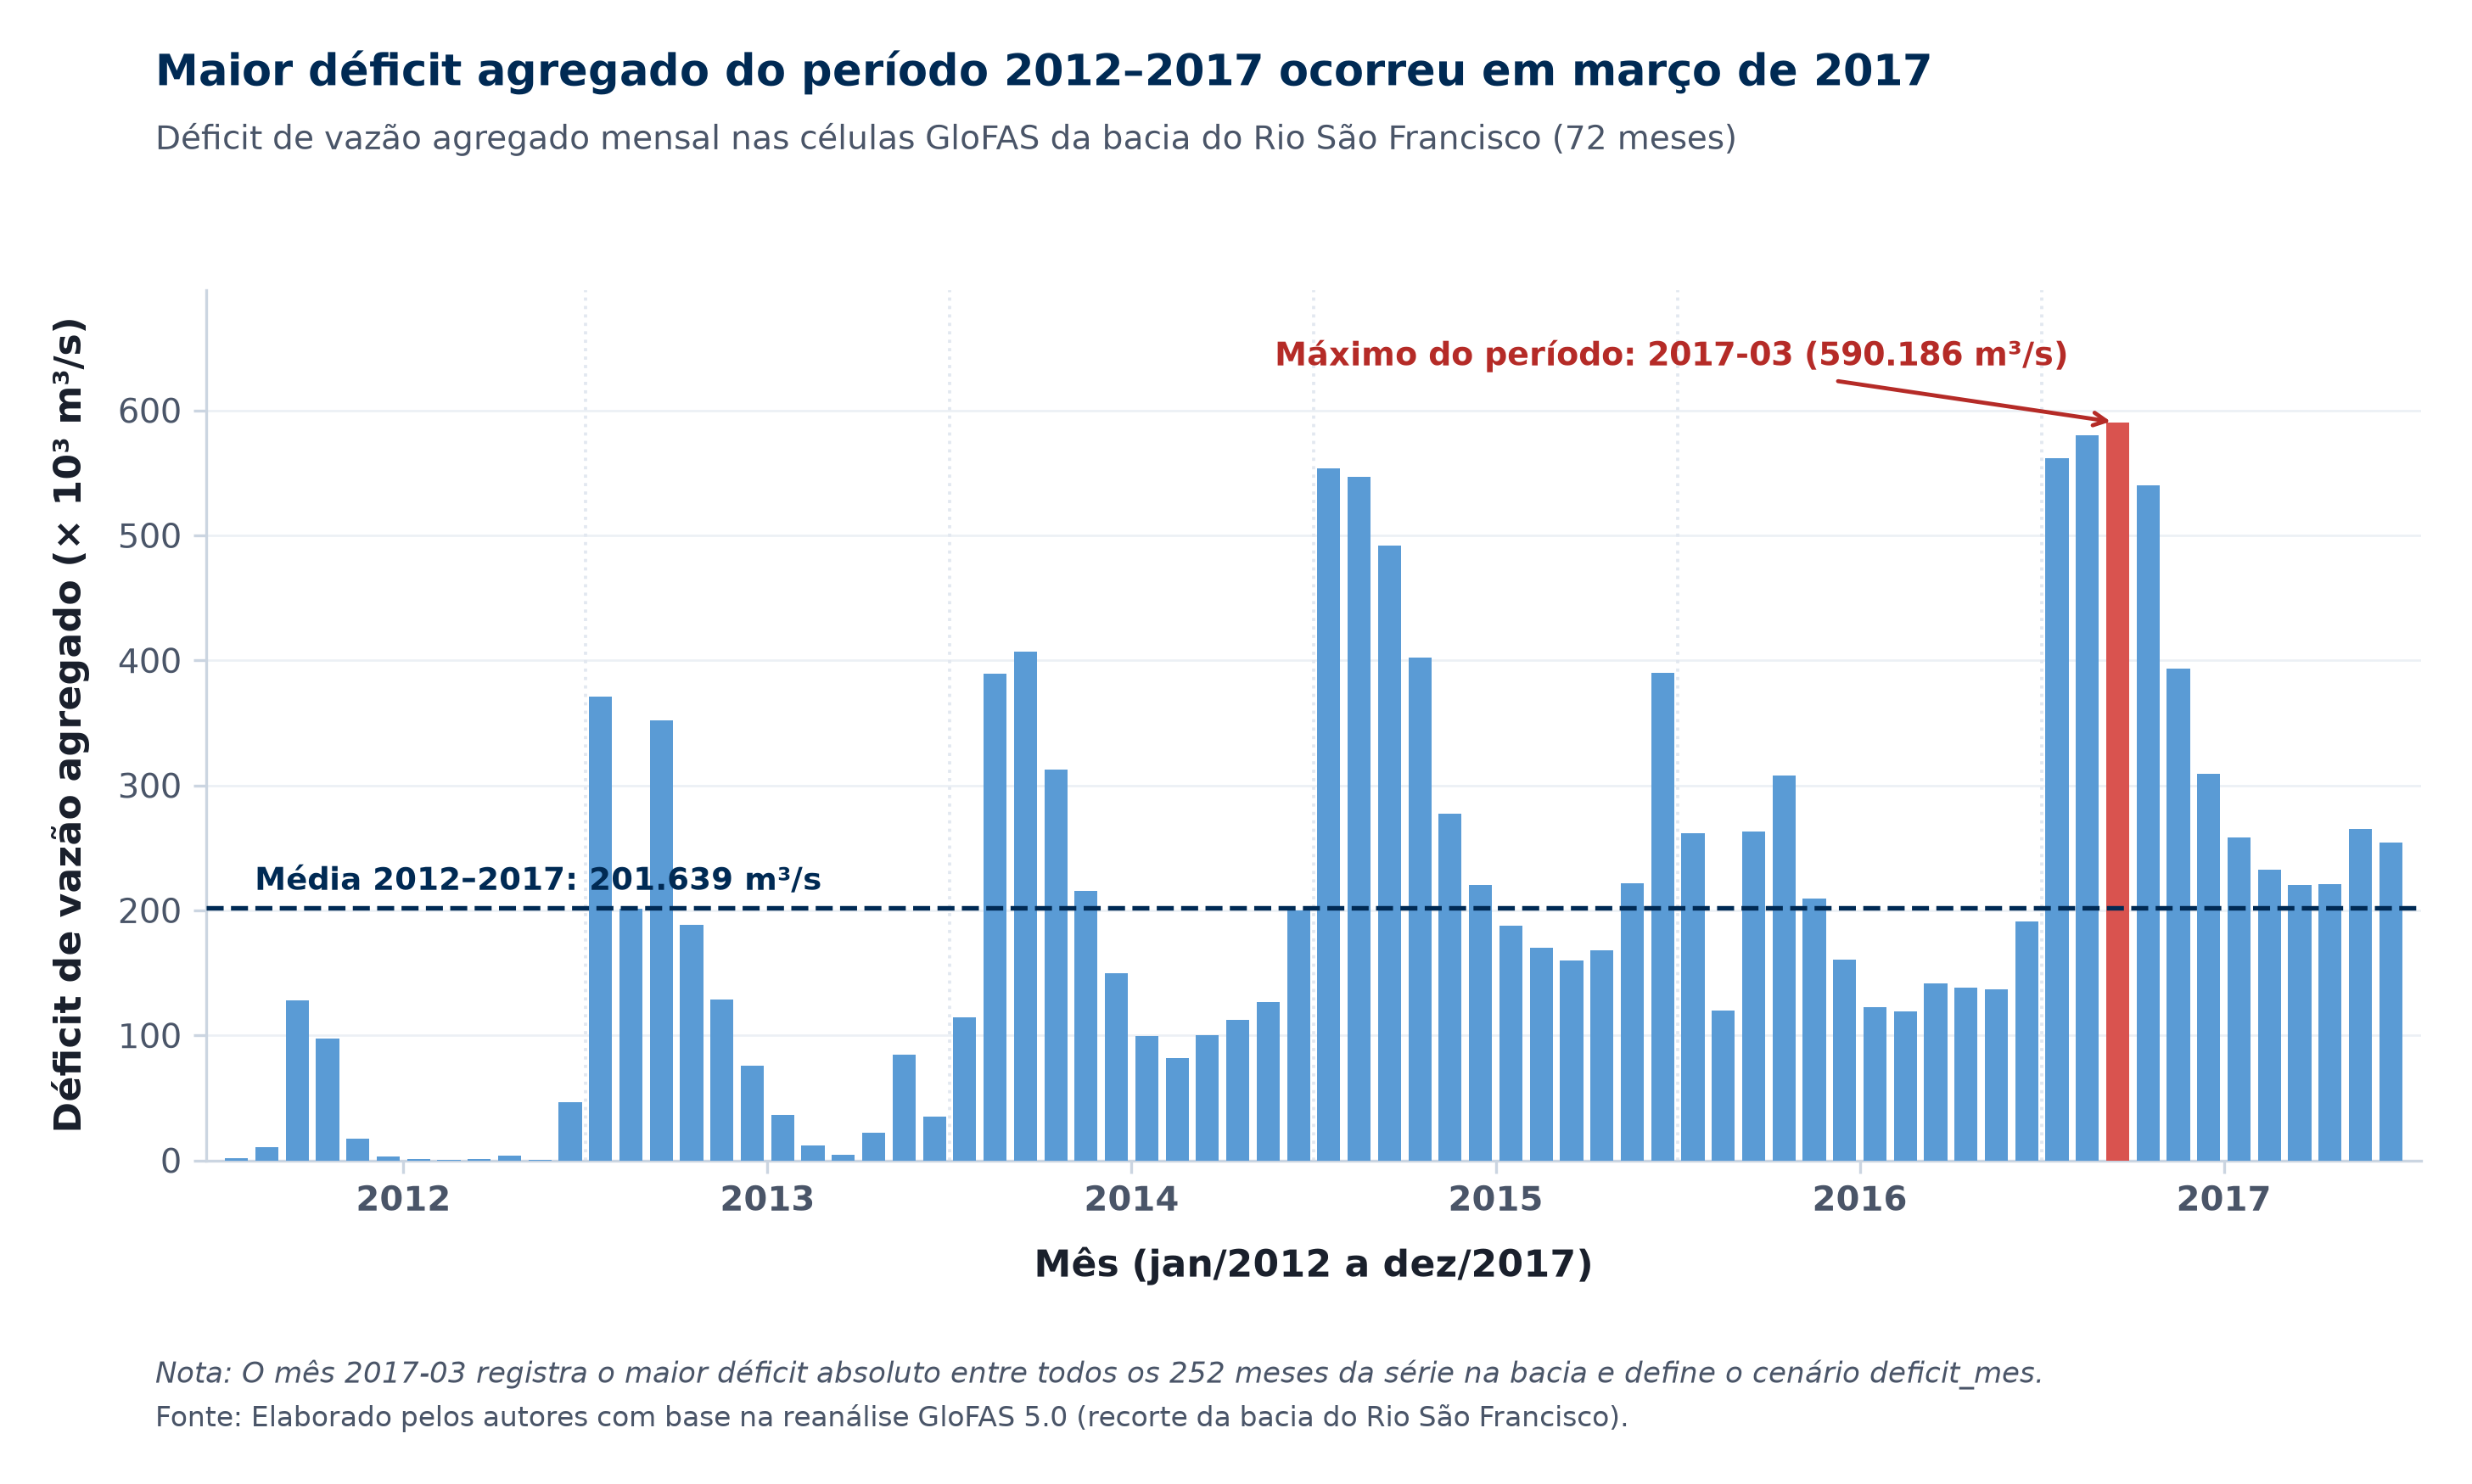 Maior déficit agregado do período 2012–2017 ocorreu em março de 2017
Déficit de vazão agregado mensal nas células GloFAS da bacia do Rio São Francisco (72 meses)
Déficit de vazão agregado (× 10³ m³/s)
600
500
400
300
200
100
0
Máximo do período: 2017-03 (590.186 m³/s)
Média 2012–2017: 201.639 m³/s
2012
2013
2014
2015
2016
2017
Mês (jan/2012 a dez/2017)
Nota: O mês 2017-03 registra o maior déficit absoluto entre todos os 252 meses da série na bacia e define o cenário deficit_mes.
Fonte: Elaborado pelos autores com base na reanálise GloFAS 5.0 (recorte da bacia do Rio São Francisco).